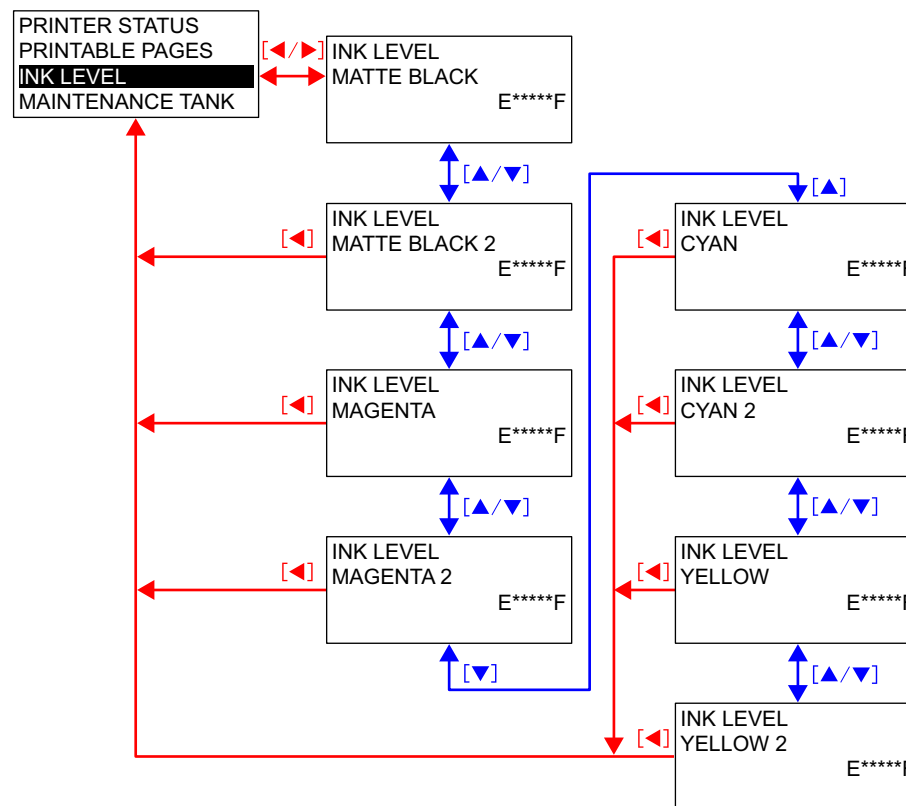 PRINTER STATUS
PRINTABLE PAGES
INK LEVEL
MAINTENANCE TANK
[◀/▶]
INK LEVEL
MATTE BLACK
E*****F
[▲/▼]
[◀]
INK LEVEL
MATTE BLACK 2
E*****F
[▲/▼]
[◀]
INK LEVEL
MAGENTA
E*****F
[▲/▼]
[◀]
INK LEVEL
MAGENTA 2
E*****F
[▼]
[▲]
[◀]
INK LEVEL
CYAN
E*****F
[▲/▼]
[◀]
INK LEVEL
CYAN 2
E*****F
[▲/▼]
[◀]
INK LEVEL
YELLOW
E*****F
[▲/▼]
[◀]
INK LEVEL
YELLOW 2
E*****F